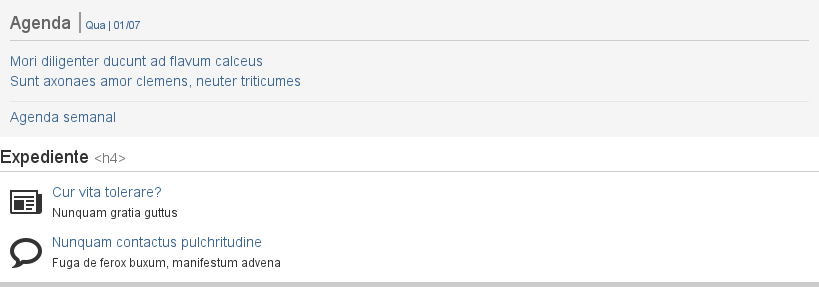 Agenda Qua | 01/07
Mori diligenter ducunt ad flavum calceus
Sunt axonaes amor clemens, neuter triticumes
Agenda semanal
Expediente <h4>
Cur vita tolerare?
Nunquam gratia guttus
Nunquam contactus pulchritudine
Fuga de ferox buxum, manifestum advena